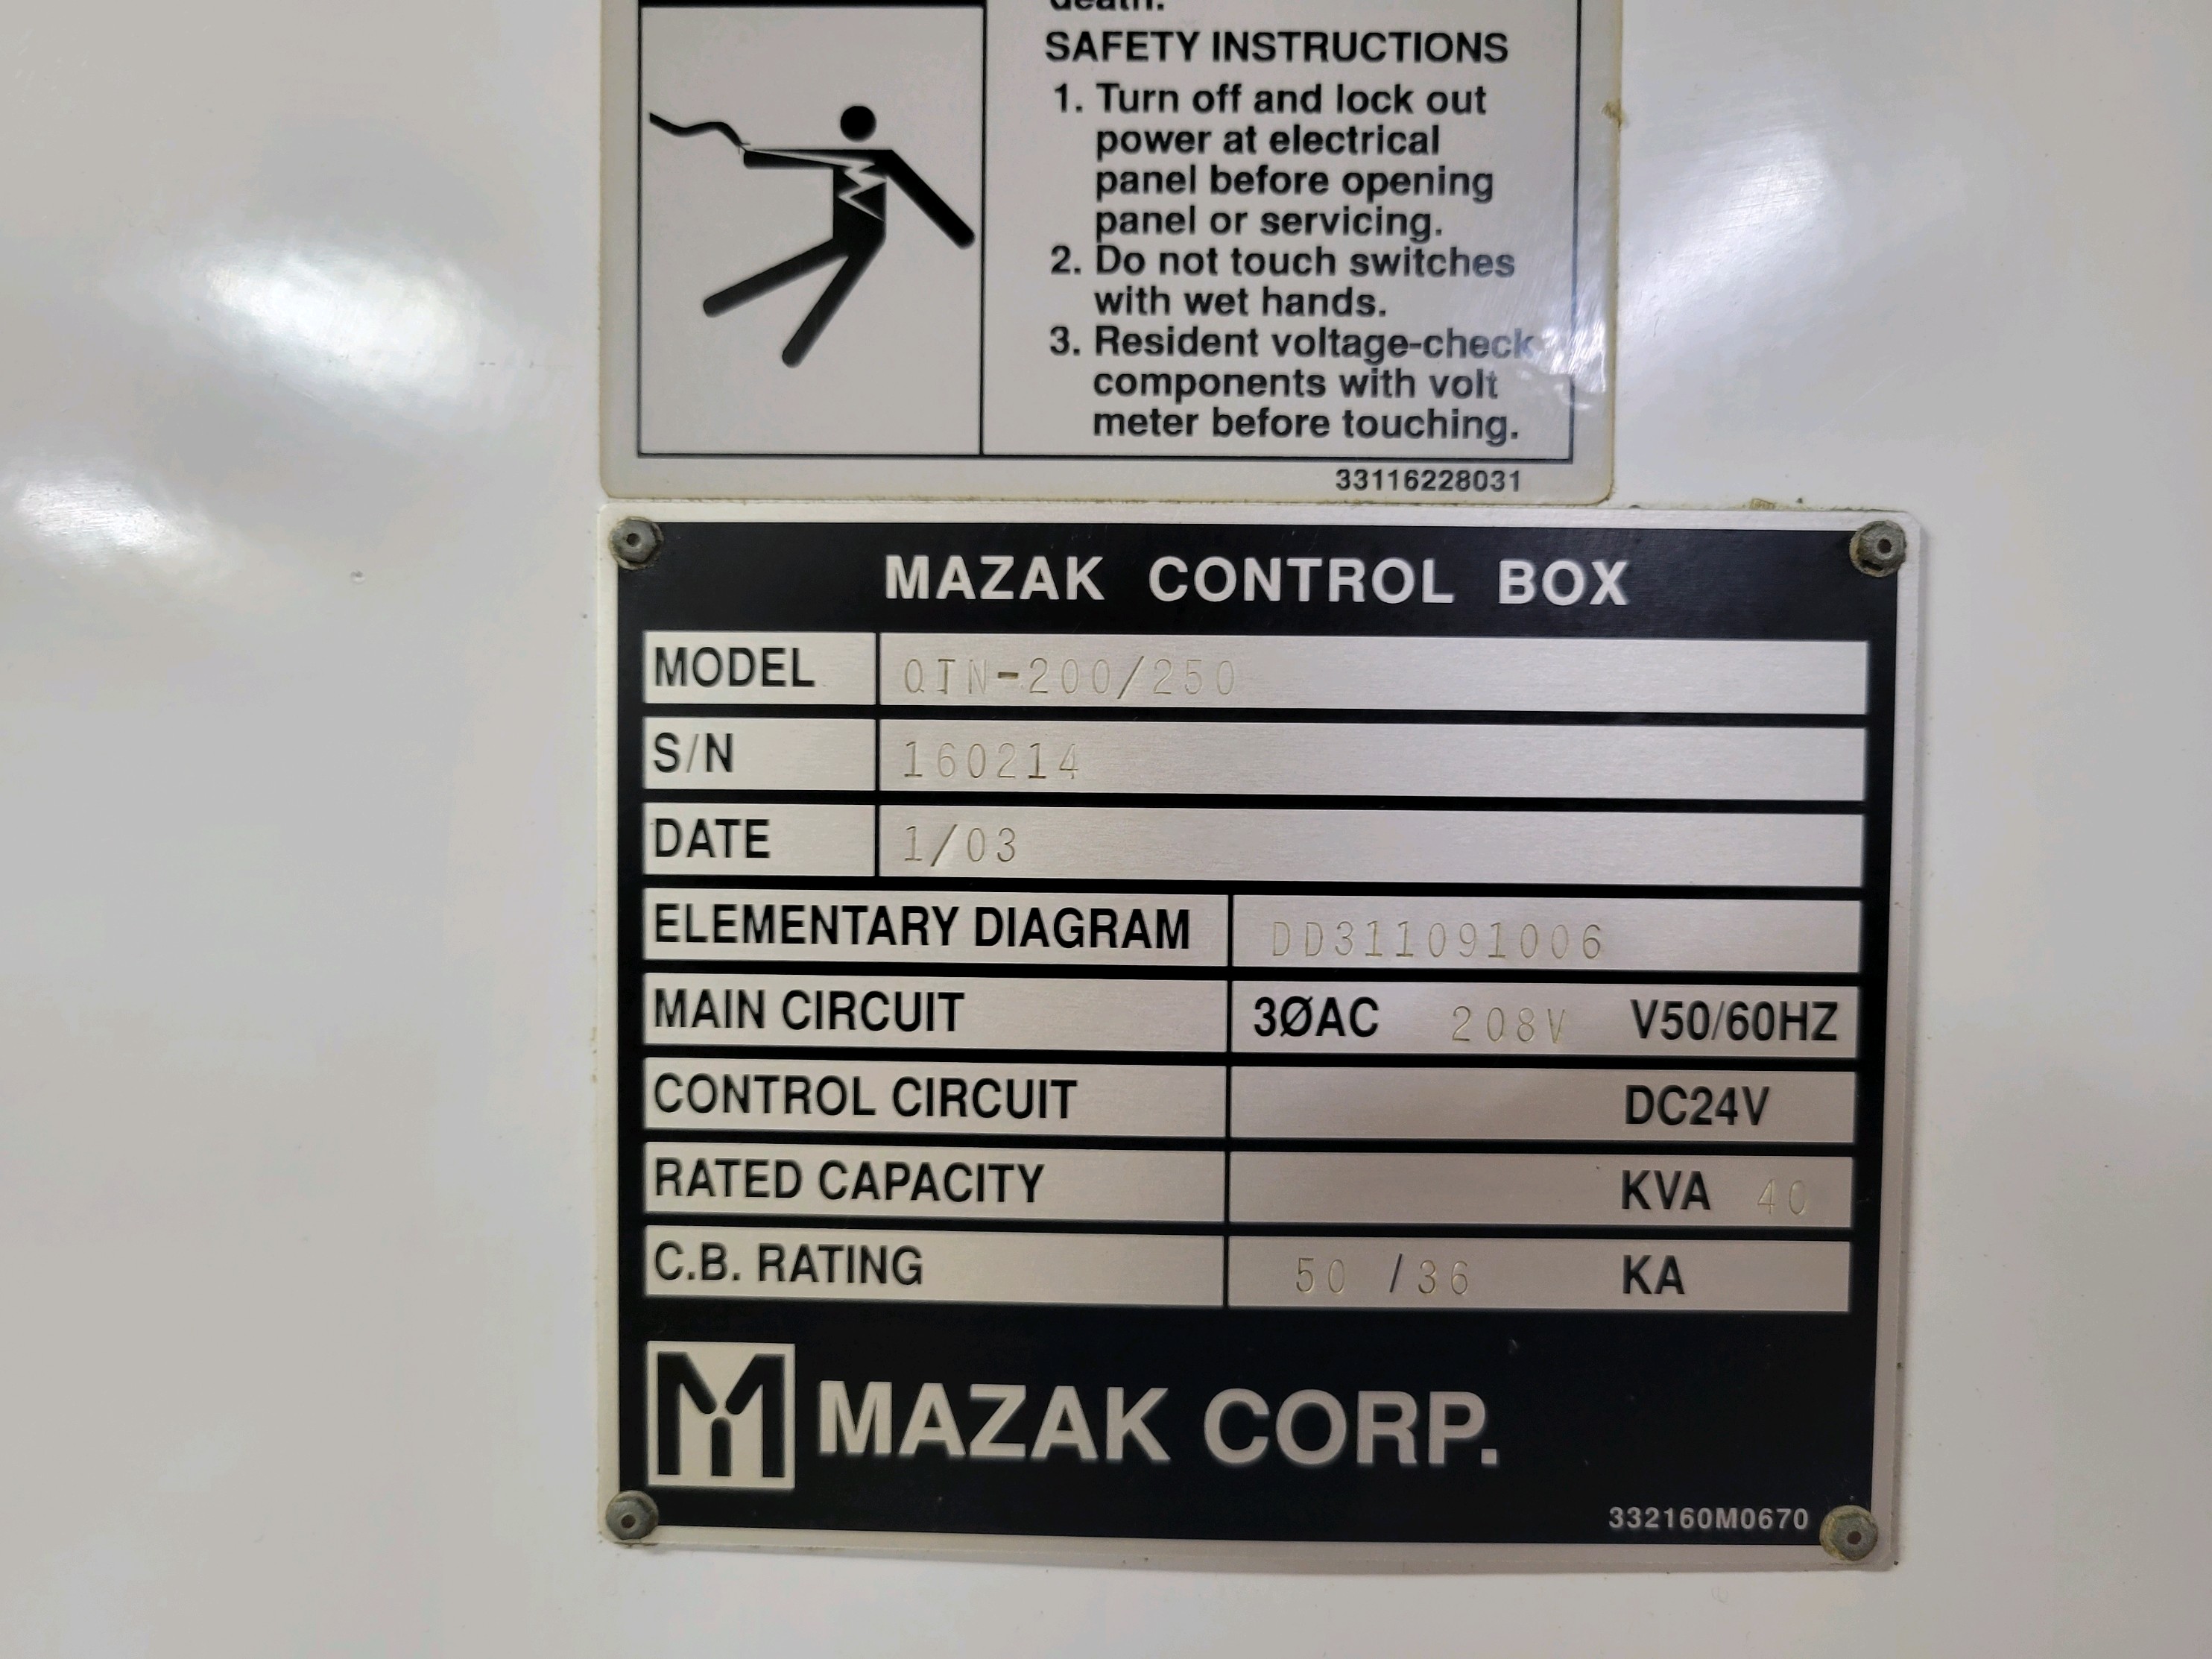 death.
SAFETY INSTRUCTIONS
1. Turn off and lock out
power at electrical
panel before opening
panel or servicing.
2. Do not touch switches
with wet hands.
3. Resident voltage-check
components with volt
meter before touching.
33116228031
MAZAK CONTROL BOX
MODEL QTN-200/250
S/N 160214
DATE 1/03
ELEMENTARY DIAGRAM DD311091006
MAIN CIRCUIT 3ØAC 208V V50/60HZ
CONTROL CIRCUIT DC24V
RATED CAPACITY KVA 40
C.B. RATING 50 /36 KA
MAZAK CORP.
332160M0670